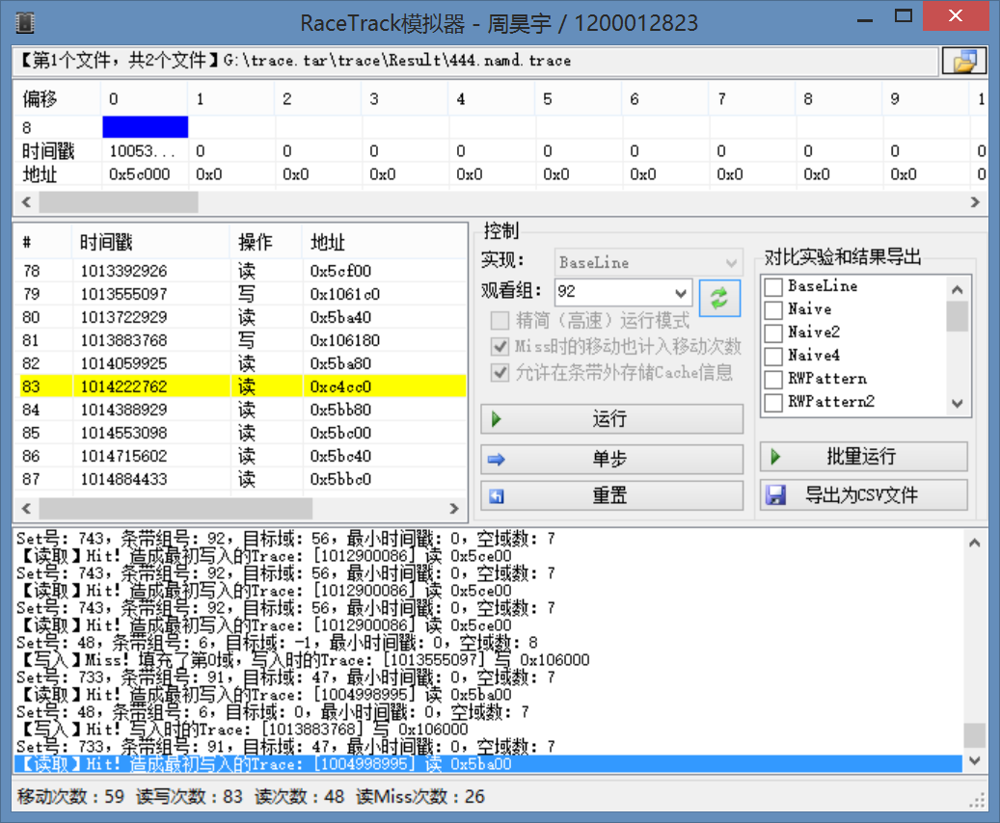 RaceTrack模拟器 - 周昊宇 / 1200012823
【第1个文件，共2个文件】G:\trace.tar\trace\Result\444.namd.trace
偏移 0 1 2 3 4 5 6 7 8 9 1
8
时间戳 10053... 0 0 0 0 0 0 0 0 0 0
地址 0x5c000 0x0 0x0 0x0 0x0 0x0 0x0 0x0 0x0 0x0 0
# 时间戳 操作 地址
78 1013392926 读 0x5cf00
79 1013555097 写 0x1061c0
80 1013722929 读 0x5ba40
81 1013883768 写 0x106180
82 1014059925 读 0x5ba80
83 1014222762 读 0xc4cc0
84 1014388929 读 0x5bb80
85 1014553098 读 0x5bc00
86 1014715602 读 0x5bc40
87 1014884433 读 0x5bbc0
控制
实现： BaseLine
观看组： 92
精简（高速）运行模式
Miss时的移动也计入移动次数
允许在条带外存储Cache信息
运行
单步
重置
对比实验和结果导出
BaseLine
Naive
Naive2
Naive4
RWPattern
RWPattern2
批量运行
导出为CSV文件
Set号：743，条带组号：92，目标域：56，最小时间戳：0，空域数：7
【读取】Hit！造成最初写入的Trace：[1012900086] 读 0x5ce00
Set号：743，条带组号：92，目标域：56，最小时间戳：0，空域数：7
【读取】Hit！造成最初写入的Trace：[1012900086] 读 0x5ce00
Set号：743，条带组号：92，目标域：56，最小时间戳：0，空域数：7
【读取】Hit！造成最初写入的Trace：[1012900086] 读 0x5ce00
Set号：48，条带组号：6，目标域：-1，最小时间戳：0，空域数：8
【写入】Miss！填充了第0域，写入时的Trace：[1013555097] 写 0x106000
Set号：733，条带组号：91，目标域：47，最小时间戳：0，空域数：7
【读取】Hit！造成最初写入的Trace：[1004998995] 读 0x5ba00
Set号：48，条带组号：6，目标域：0，最小时间戳：0，空域数：7
【写入】Hit！写入时的Trace：[1013883768] 写 0x106000
Set号：733，条带组号：91，目标域：47，最小时间戳：0，空域数：7
【读取】Hit！造成最初写入的Trace：[1004998995] 读 0x5ba00
移动次数：59 读写次数：83 读次数：48 读Miss次数：26